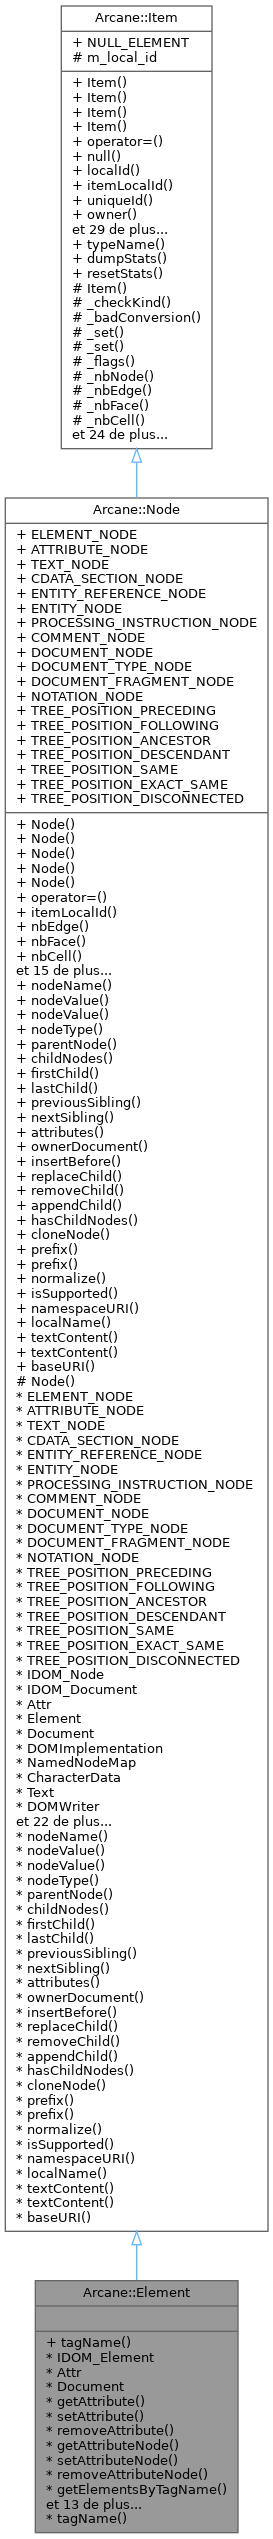 Arcane::Item
+ NULL_ELEMENT
# m_local_id
+ Item()
+ Item()
+ Item()
+ Item()
+ operator=()
+ null()
+ localId()
+ itemLocalId()
+ uniqueId()
+ owner()
et 29 de plus...
+ typeName()
+ dumpStats()
+ resetStats()
# Item()
# _checkKind()
# _badConversion()
# _set()
# _set()
# _flags()
# _nbNode()
# _nbEdge()
# _nbFace()
# _nbCell()
et 24 de plus...
Arcane::Node
+ ELEMENT_NODE
+ ATTRIBUTE_NODE
+ TEXT_NODE
+ CDATA_SECTION_NODE
+ ENTITY_REFERENCE_NODE
+ ENTITY_NODE
+ PROCESSING_INSTRUCTION_NODE
+ COMMENT_NODE
+ DOCUMENT_NODE
+ DOCUMENT_TYPE_NODE
+ DOCUMENT_FRAGMENT_NODE
+ NOTATION_NODE
+ TREE_POSITION_PRECEDING
+ TREE_POSITION_FOLLOWING
+ TREE_POSITION_ANCESTOR
+ TREE_POSITION_DESCENDANT
+ TREE_POSITION_SAME
+ TREE_POSITION_EXACT_SAME
+ TREE_POSITION_DISCONNECTED
+ Node()
+ Node()
+ Node()
+ Node()
+ Node()
+ operator=()
+ itemLocalId()
+ nbEdge()
+ nbFace()
+ nbCell()
et 15 de plus...
+ nodeName()
+ nodeValue()
+ nodeValue()
+ nodeType()
+ parentNode()
+ childNodes()
+ firstChild()
+ lastChild()
+ previousSibling()
+ nextSibling()
+ attributes()
+ ownerDocument()
+ insertBefore()
+ replaceChild()
+ removeChild()
+ appendChild()
+ hasChildNodes()
+ cloneNode()
+ prefix()
+ prefix()
+ normalize()
+ isSupported()
+ namespaceURI()
+ localName()
+ textContent()
+ textContent()
+ baseURI()
# Node()
* ELEMENT_NODE
* ATTRIBUTE_NODE
* TEXT_NODE
* CDATA_SECTION_NODE
* ENTITY_REFERENCE_NODE
* ENTITY_NODE
* PROCESSING_INSTRUCTION_NODE
* COMMENT_NODE
* DOCUMENT_NODE
* DOCUMENT_TYPE_NODE
* DOCUMENT_FRAGMENT_NODE
* NOTATION_NODE
* TREE_POSITION_PRECEDING
* TREE_POSITION_FOLLOWING
* TREE_POSITION_ANCESTOR
* TREE_POSITION_DESCENDANT
* TREE_POSITION_SAME
* TREE_POSITION_EXACT_SAME
* TREE_POSITION_DISCONNECTED
* IDOM_Node
* IDOM_Document
* Attr
* Element
* Document
* DOMImplementation
* NamedNodeMap
* CharacterData
* Text
* DOMWriter
et 22 de plus...
* nodeName()
* nodeValue()
* nodeValue()
* nodeType()
* parentNode()
* childNodes()
* firstChild()
* lastChild()
* previousSibling()
* nextSibling()
* attributes()
* ownerDocument()
* insertBefore()
* replaceChild()
* removeChild()
* appendChild()
* hasChildNodes()
* cloneNode()
* prefix()
* prefix()
* normalize()
* isSupported()
* namespaceURI()
* localName()
* textContent()
* textContent()
* baseURI()
Arcane::Element
+ tagName()
* IDOM_Element
* Attr
* Document
* getAttribute()
* setAttribute()
* removeAttribute()
* getAttributeNode()
* setAttributeNode()
* removeAttributeNode()
* getElementsByTagName()
et 13 de plus...
* tagName()